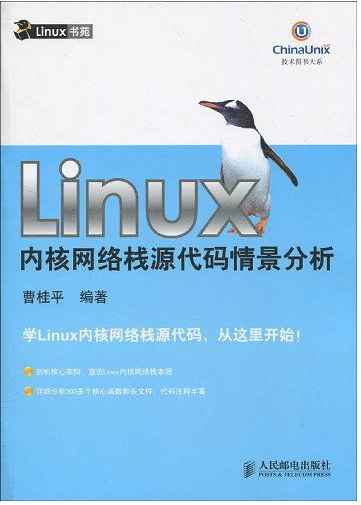 Linux 书苑
ChinaUnix
技术图书大系
Linux
内核网络栈源代码情景分析
曹桂平 编著
学Linux内核网络栈源代码，从这里开始！
剖析核心架构，直击Linux内核网络栈本质
详细分析300多个核心函数和头文件，代码注释丰富
人民邮电出版社
POSTS & TELECOM PRESS